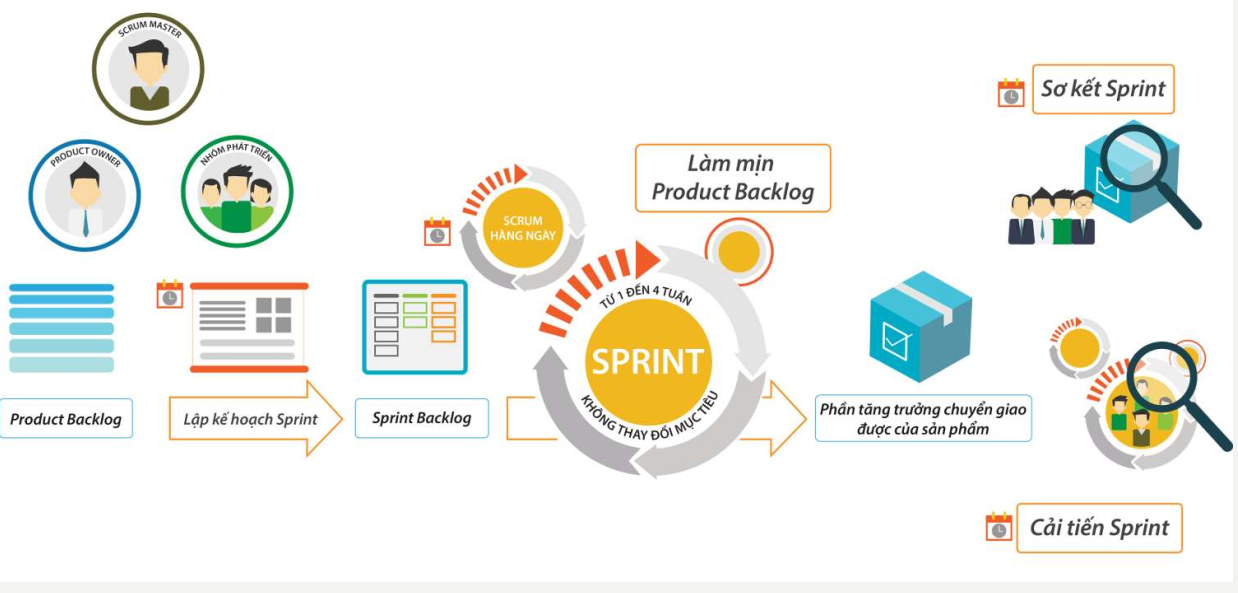 SCRUM MASTER
PRODUCT OWNER
NHÓM PHÁT TRIỂN
Product Backlog
Lập kế hoạch Sprint
Sprint Backlog
SCRUM
HÀNG NGÀY
Làm mịn
Product Backlog
TỪ 1 ĐẾN 4 TUẦN
SPRINT
KHÔNG THAY ĐỔI MỤC TIÊU
Phần tăng trưởng chuyển giao
được của sản phẩm
Sơ kết Sprint
Cải tiến Sprint